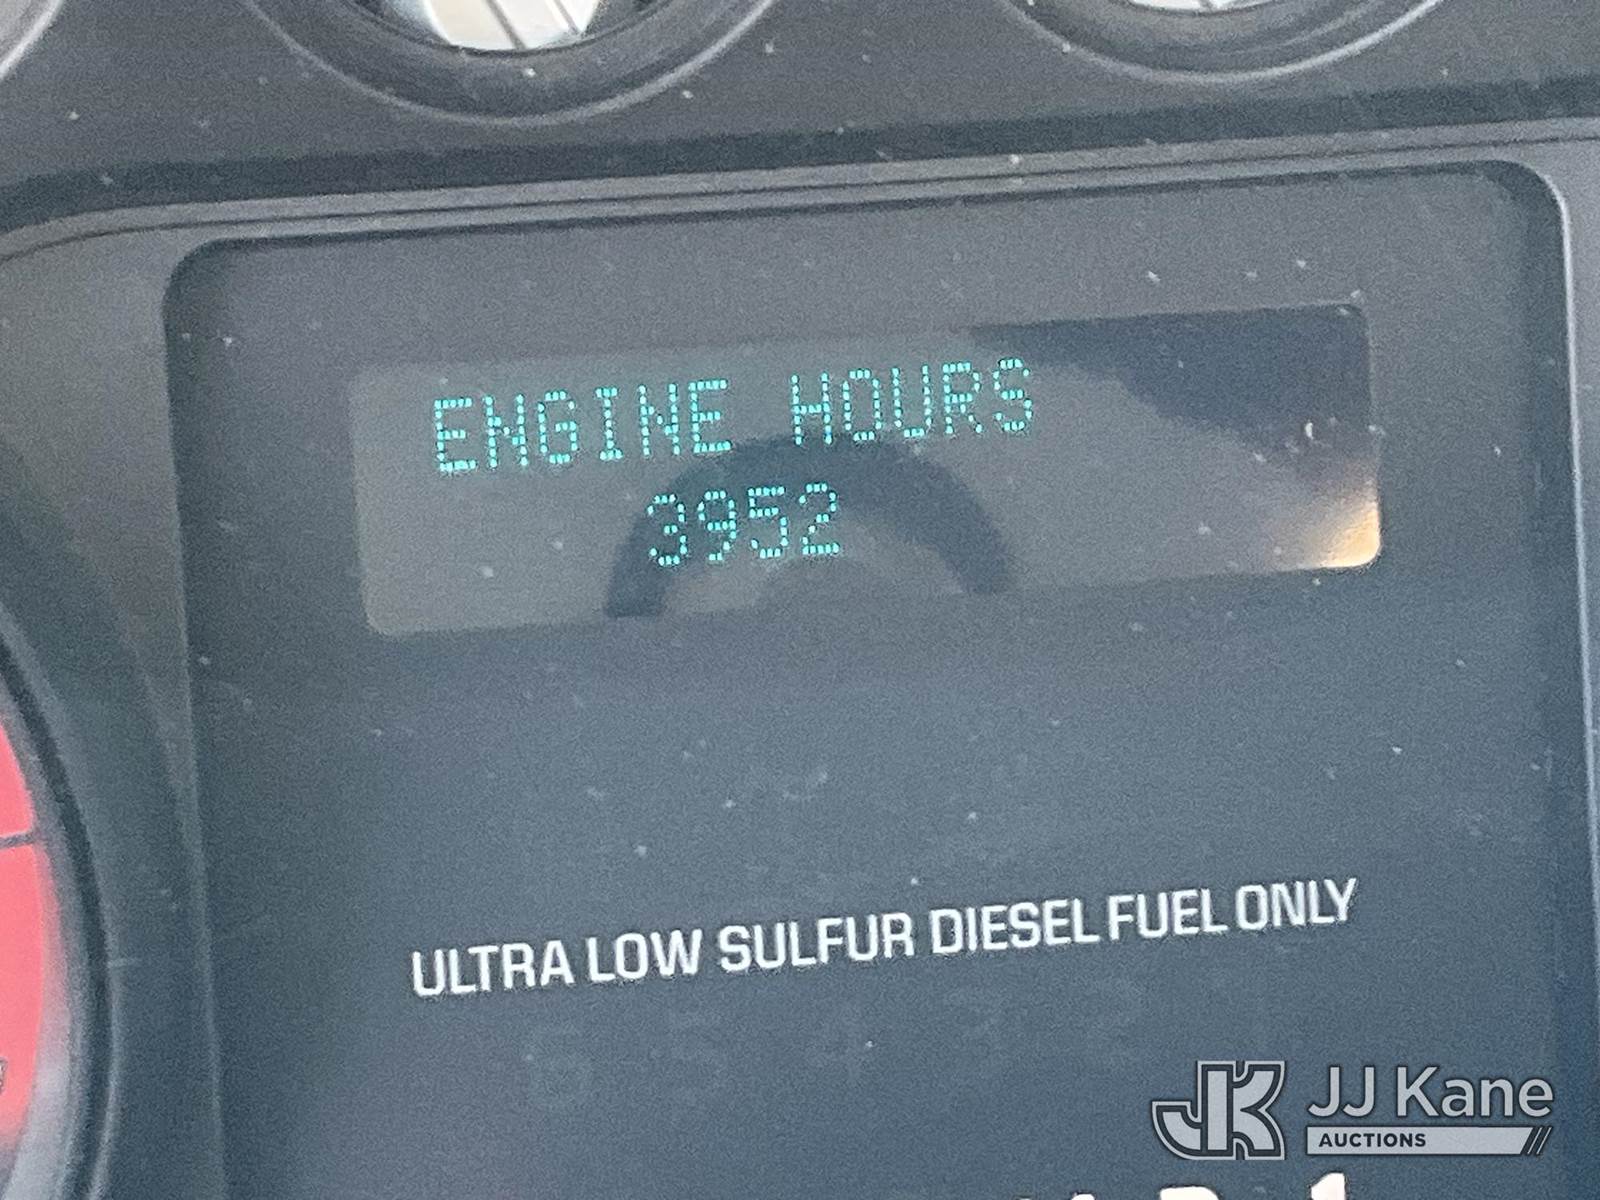 ENGINE HOURS
3952
ULTRA LOW SULFUR DIESEL FUEL ONLY
JJ Kane
AUCTIONS